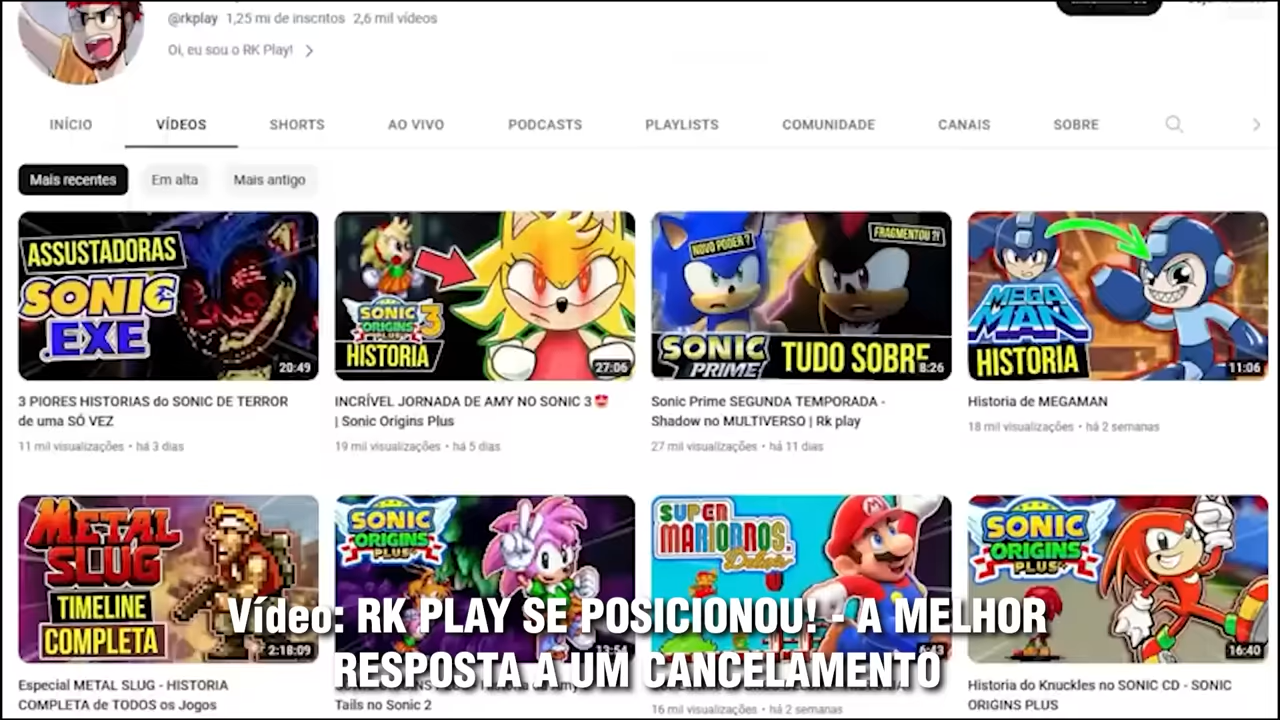 @rkplay 1,25 mi de inscritos 2,6 mil vídeos
Oi, eu sou o RK Play!
INÍCIO VÍDEOS SHORTS AO VIVO PODCASTS PLAYLISTS COMUNIDADE CANAIS SOBRE
Mais recentes Em alta Mais antigo
ASSUSTADORAS
SONIC
.EXE
20:49
SONIC
ORIGINS
PLUS
3
HISTORIA
27:06
NOVO PODER ?
FRAGMENTOU ?!
SONIC
PRIME
TUDO SOBRE
8:26
MEGA
MAN
HISTORIA
11:06
3 PIORES HISTORIAS do SONIC DE TERROR
de uma SÓ VEZ
11 mil visualizações • há 3 dias
INCRÍVEL JORNADA DE AMY NO SONIC 3
| Sonic Origins Plus
19 mil visualizações • há 5 dias
Sonic Prime SEGUNDA TEMPORADA -
Shadow no MULTIVERSO | Rk play
27 mil visualizações • há 11 dias
Historia de MEGAMAN
18 mil visualizações • há 2 semanas
METAL
SLUG
TIMELINE
COMPLETA
2:18:09
SONIC
ORIGINS
PLUS
13:54
SUPER
MARIO BROS.
6:43
SONIC
ORIGINS
PLUS
16:40
Vídeo: RK PLAY SE POSICIONOU! - A MELHOR
RESPOSTA A UM CANCELAMENTO
Especial METAL SLUG - HISTORIA
COMPLETA de TODOS os Jogos
Tails no Sonic 2
16 mil visualizações • há 2 semanas
Historia do Knuckles no SONIC CD - SONIC
ORIGINS PLUS